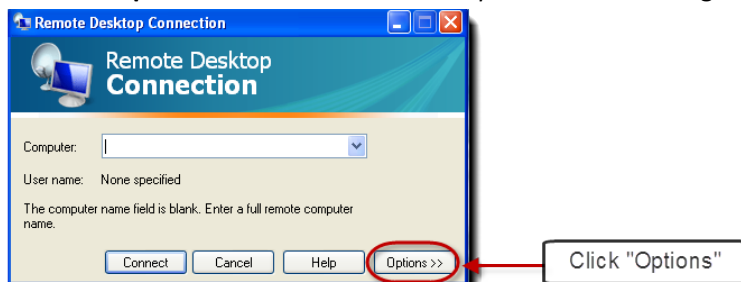 Remote Desktop Connection
Remote Desktop
Connection
Computer:
User name: None specified
The computer name field is blank. Enter a full remote computer
name.
Connect Cancel Help Options >> Click "Options"